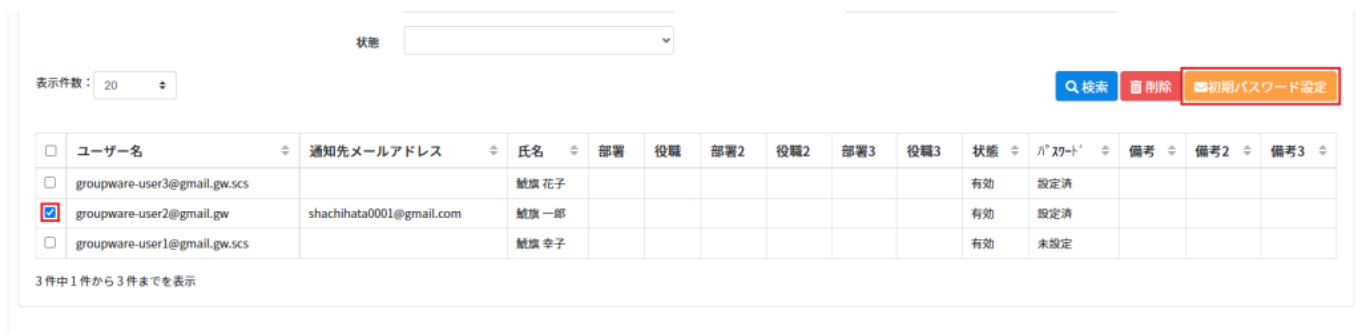 状態
表示件数： 20
検索 削除 初期パスワード設定
ユーザー名 通知先メールアドレス 氏名 部署 役職 部署2 役職2 部署3 役職3 状態 ﾊﾟｽﾜｰﾄﾞ 備考 備考2 備考3
groupware-user3@gmail.gw.scs 鯱旗 花子 有効 設定済
groupware-user2@gmail.gw shachihata0001@gmail.com 鯱旗 一郎 有効 設定済
groupware-user1@gmail.gw.scs 鯱旗 幸子 有効 未設定
3 件中 1 件から 3 件までを表示